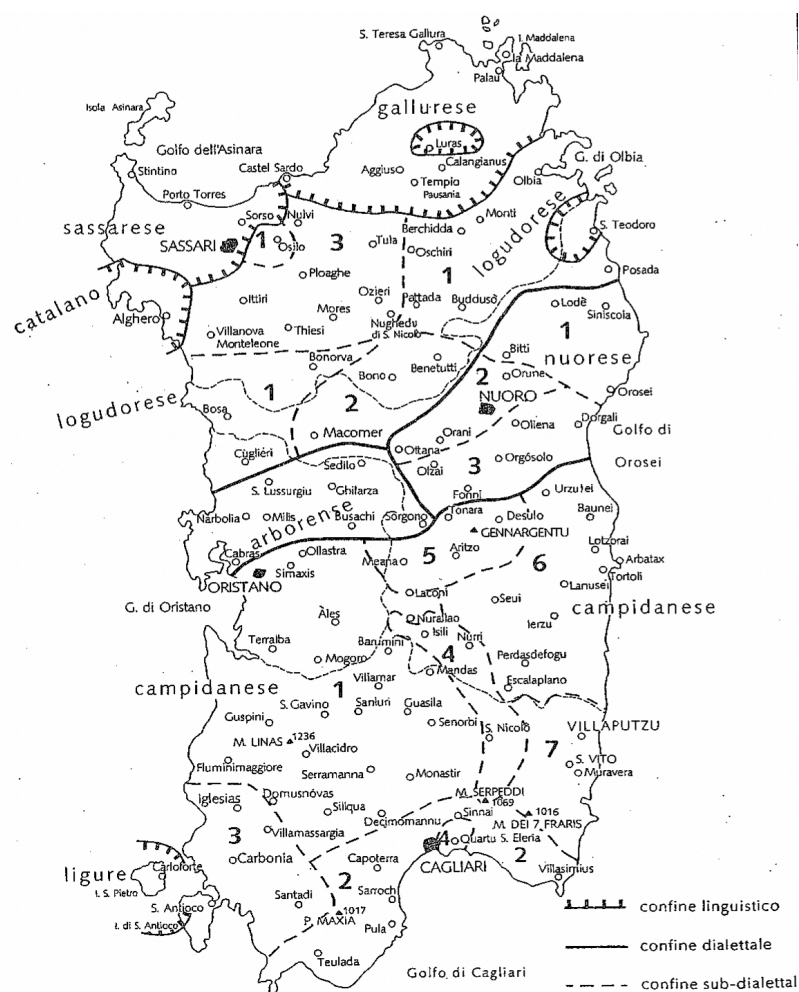 S. Teresa Gallura
I. Maddalena
la Maddalena
Palau
Isola Asinara
gallurese
Luras
Golfo dell'Asinara
Calangianus
G. di Olbia
Stintino
Castel Sardo
Aggius
Tempio
Pausania
Olbia
Porto Torres
Sorso
Nulvi
Monti
sassarese
Berchidda
S. Teodoro
SASSARI
1
Osilo
3
Tula
Oschiri
logudorese
Ploaghe
1
Posada
catalano
Ittiri
Ozieri
Pattada
Buddusò
Lodè
Alghero
Mores
Siniscola
Villanova
Monteleone
Thiesi
Nughedu
di S. Nicolò
1
Bitti
nuorese
Bonorva
Benetutti
Bono
2
Orune
1
2
NUORO
Orosei
logudorese
Bosa
Oliena
Dorgali
Macomer
Orani
Golfo di
Orosei
Ottana
Cùglieri
Sedilo
Olzai
3
Orgósolo
S. Lussurgiu
Ghilarza
Fonni
Urzulei
Narbolia
Milis
Busachi
Sorgono
Tonara
Desulo
Baunei
arborense
GENNARGENTU
Cabras
Ollastra
Meana
5
Aritzo
6
Lotzorai
Arbatax
Simaxis
Tortolì
ORISTANO
Laconi
Seui
Lanusei
G. di Oristano
campidanese
Àles
Nurallao
Isili
Ierzu
Terralba
Barumini
Nurri
4
Perdasdefogu
Mogoro
Mandas
campidanese
1
Villamar
Escalaplano
S. Gavino
Sanluri
Guasila
Guspini
Senorbì
S. Nicolò
VILLAPUTZU
M. LINAS
1236
Villacidro
7
S. VITO
Fluminimaggiore
Serramanna
Monastir
Muravera
M. SERPEDDI
1069
Iglesias
Domusnóvas
Siliqua
Decimomannu
Sinnai
1016
M. DEI 7 FRARIS
3
Villamassargia
4
Quartu S. Eleria
2
ligure
Carloforte
Carbonia
Capoterra
CAGLIARI
Villasimius
I. S. Pietro
2
S. Antioco
Santadi
Sarroch
I. di S. Antioco
1017
P. MAXIA
Pula
Teulada
Golfo di Cagliari
confine linguistico
confine dialettale
confine sub-dialettal